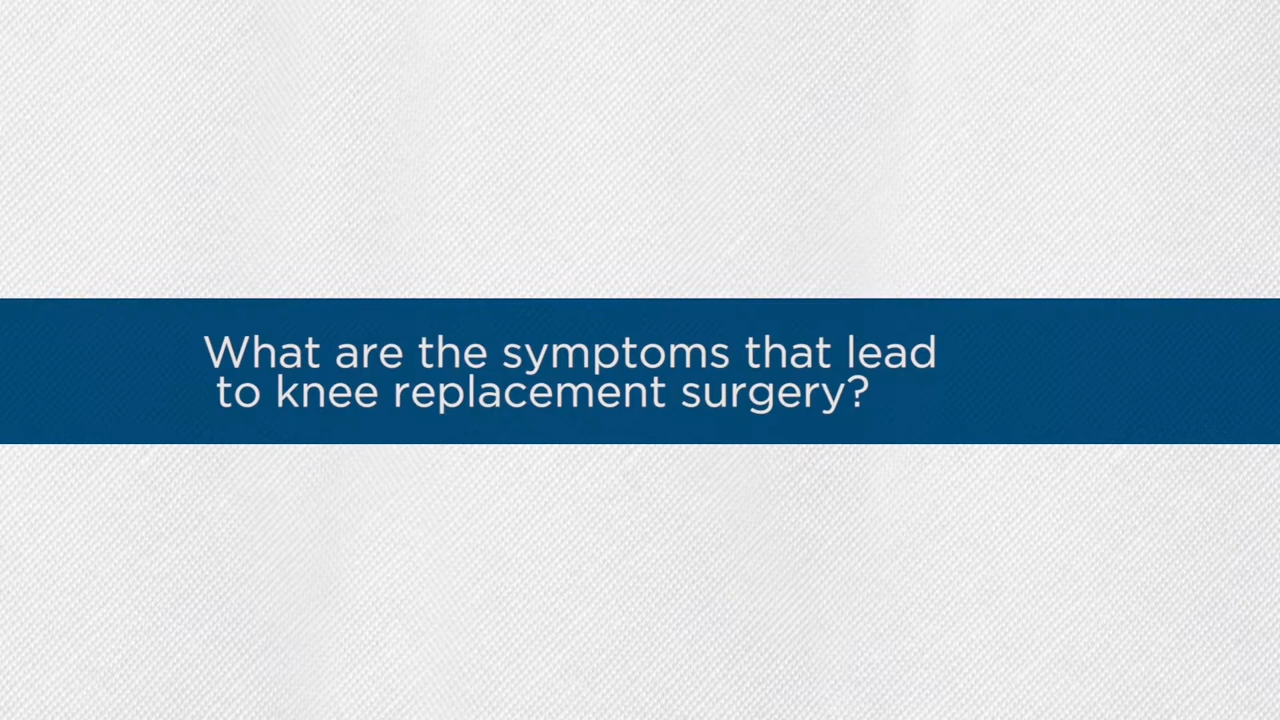 What are the symptoms that lead
to knee replacement surgery?